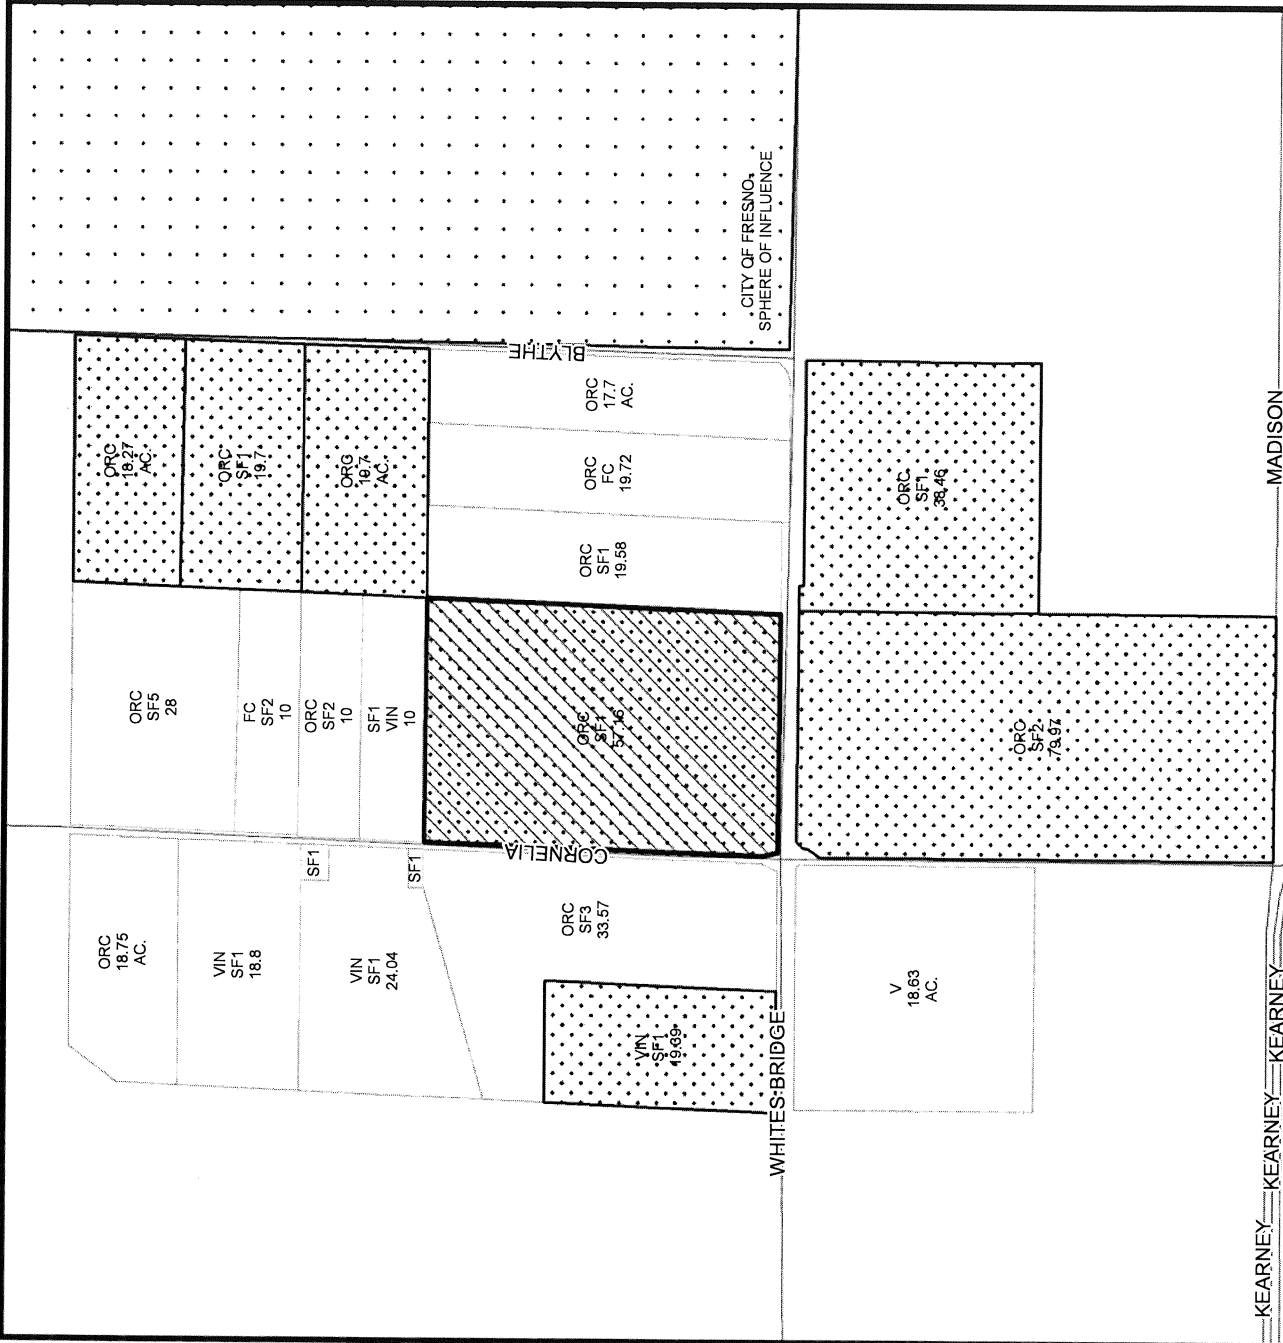 CITY OF FRESNO
SPHERE OF INFLUENCE
BLYTHE
ORC
18.27
AC.
ORC
SF1
19.7
ORC
19.7
AC.
ORC
17.7
AC.
ORC
FC
19.72
ORC
SF1
19.58
ORC
SF1
38.46
MADISON
ORC
SF5
28
FC
SF2
10
ORC
SF2
10
SF1
VIN
10
ORC
SF1
57.16
ORC
SF2
79.97
CORNELIA
SF1
SF1
ORC
18.75
AC.
VIN
SF1
18.8
VIN
SF1
24.04
ORC
SF3
33.57
VIN
SF1
19.39
V
18.63
AC.
WHITES BRIDGE
KEARNEY
KEARNEY
KEARNEY
KEARNEY